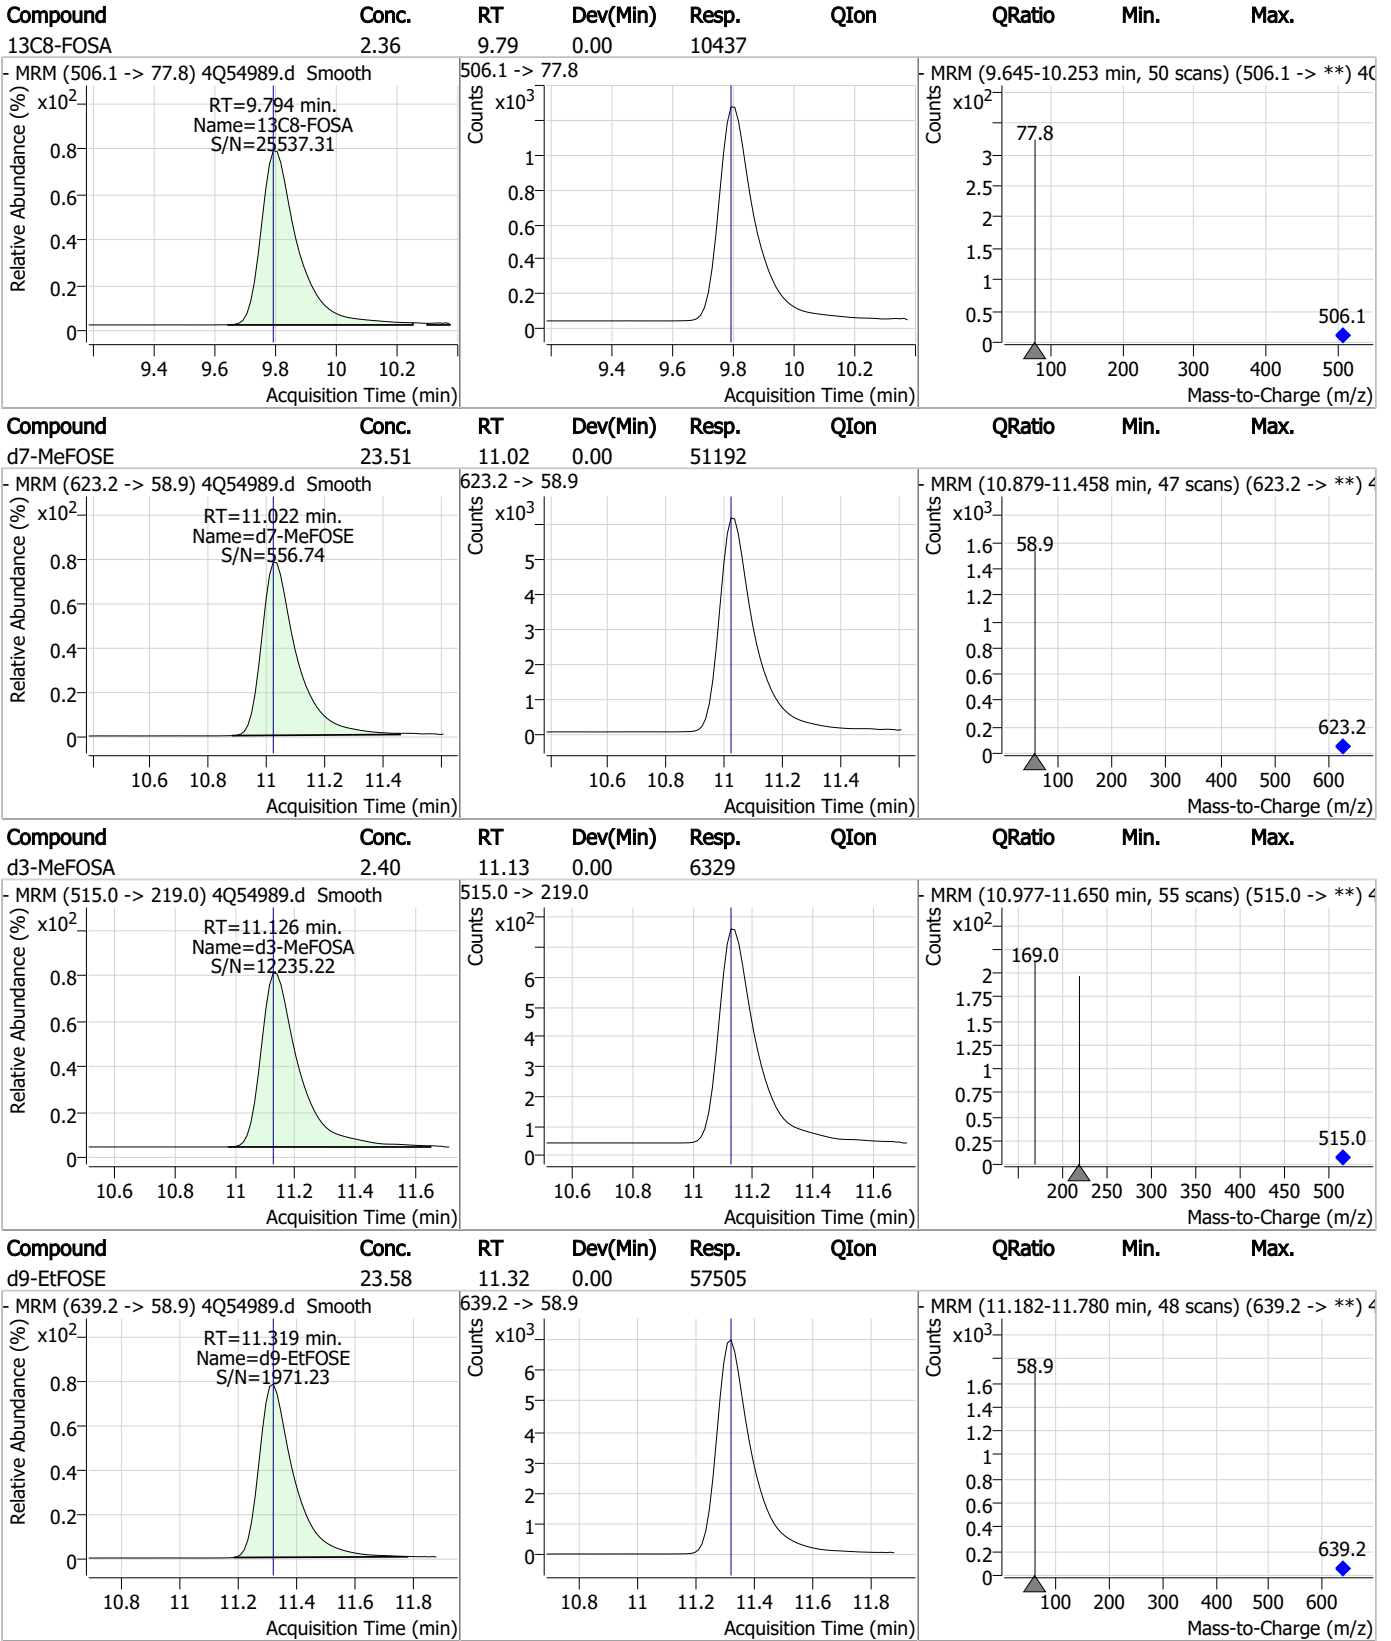 Compound Conc. RT Dev(Min) Resp. QIon QRatio Min. Max.
13C8-FOSA 2.36 9.79 0.00 10437
- MRM (506.1 -> 77.8) 4Q54989.d Smooth 506.1 -> 77.8 - MRM (9.645-10.253 min, 50 scans) (506.1 -> **) 4Q
Relative Abundance (%)
x10²
RT=9.794 min.
Name=13C8-FOSA
S/N=25537.31
0.8
0.6
0.4
0.2
0
9.4 9.6 9.8 10 10.2
Acquisition Time (min)
Counts
x10³
1
0.8
0.6
0.4
0.2
0
9.4 9.6 9.8 10 10.2
Acquisition Time (min)
Counts
x10²
77.8
3
2.5
2
1.5
1
0.5
0
506.1
100 200 300 400 500
Mass-to-Charge (m/z)
Compound Conc. RT Dev(Min) Resp. QIon QRatio Min. Max.
d7-MeFOSE 23.51 11.02 0.00 51192
- MRM (623.2 -> 58.9) 4Q54989.d Smooth 623.2 -> 58.9 - MRM (10.879-11.458 min, 47 scans) (623.2 -> **) 4
Relative Abundance (%)
x10²
RT=11.022 min.
Name=d7-MeFOSE
S/N=556.74
0.8
0.6
0.4
0.2
0
10.6 10.8 11 11.2 11.4
Acquisition Time (min)
Counts
x10³
5
4
3
2
1
0
10.6 10.8 11 11.2 11.4
Acquisition Time (min)
Counts
x10³
58.9
1.6
1.4
1.2
1
0.8
0.6
0.4
0.2
0
623.2
100 200 300 400 500 600
Mass-to-Charge (m/z)
Compound Conc. RT Dev(Min) Resp. QIon QRatio Min. Max.
d3-MeFOSA 2.40 11.13 0.00 6329
- MRM (515.0 -> 219.0) 4Q54989.d Smooth 515.0 -> 219.0 - MRM (10.977-11.650 min, 55 scans) (515.0 -> **) 4
Relative Abundance (%)
x10²
RT=11.126 min.
Name=d3-MeFOSA
S/N=12235.22
0.8
0.6
0.4
0.2
0
10.6 10.8 11 11.2 11.4 11.6
Acquisition Time (min)
Counts
x10²
6
5
4
3
2
1
0
10.6 10.8 11 11.2 11.4 11.6
Acquisition Time (min)
Counts
x10²
169.0
2
1.75
1.5
1.25
1
0.75
0.5
0.25
0
515.0
200 250 300 350 400 450 500
Mass-to-Charge (m/z)
Compound Conc. RT Dev(Min) Resp. QIon QRatio Min. Max.
d9-EtFOSE 23.58 11.32 0.00 57505
- MRM (639.2 -> 58.9) 4Q54989.d Smooth 639.2 -> 58.9 - MRM (11.182-11.780 min, 48 scans) (639.2 -> **) 4
Relative Abundance (%)
x10²
RT=11.319 min.
Name=d9-EtFOSE
S/N=1971.23
0.8
0.6
0.4
0.2
0
10.8 11 11.2 11.4 11.6 11.8
Acquisition Time (min)
Counts
x10³
6
5
4
3
2
1
0
10.8 11 11.2 11.4 11.6 11.8
Acquisition Time (min)
Counts
x10³
58.9
1.6
1.4
1.2
1
0.8
0.6
0.4
0.2
0
639.2
100 200 300 400 500 600
Mass-to-Charge (m/z)